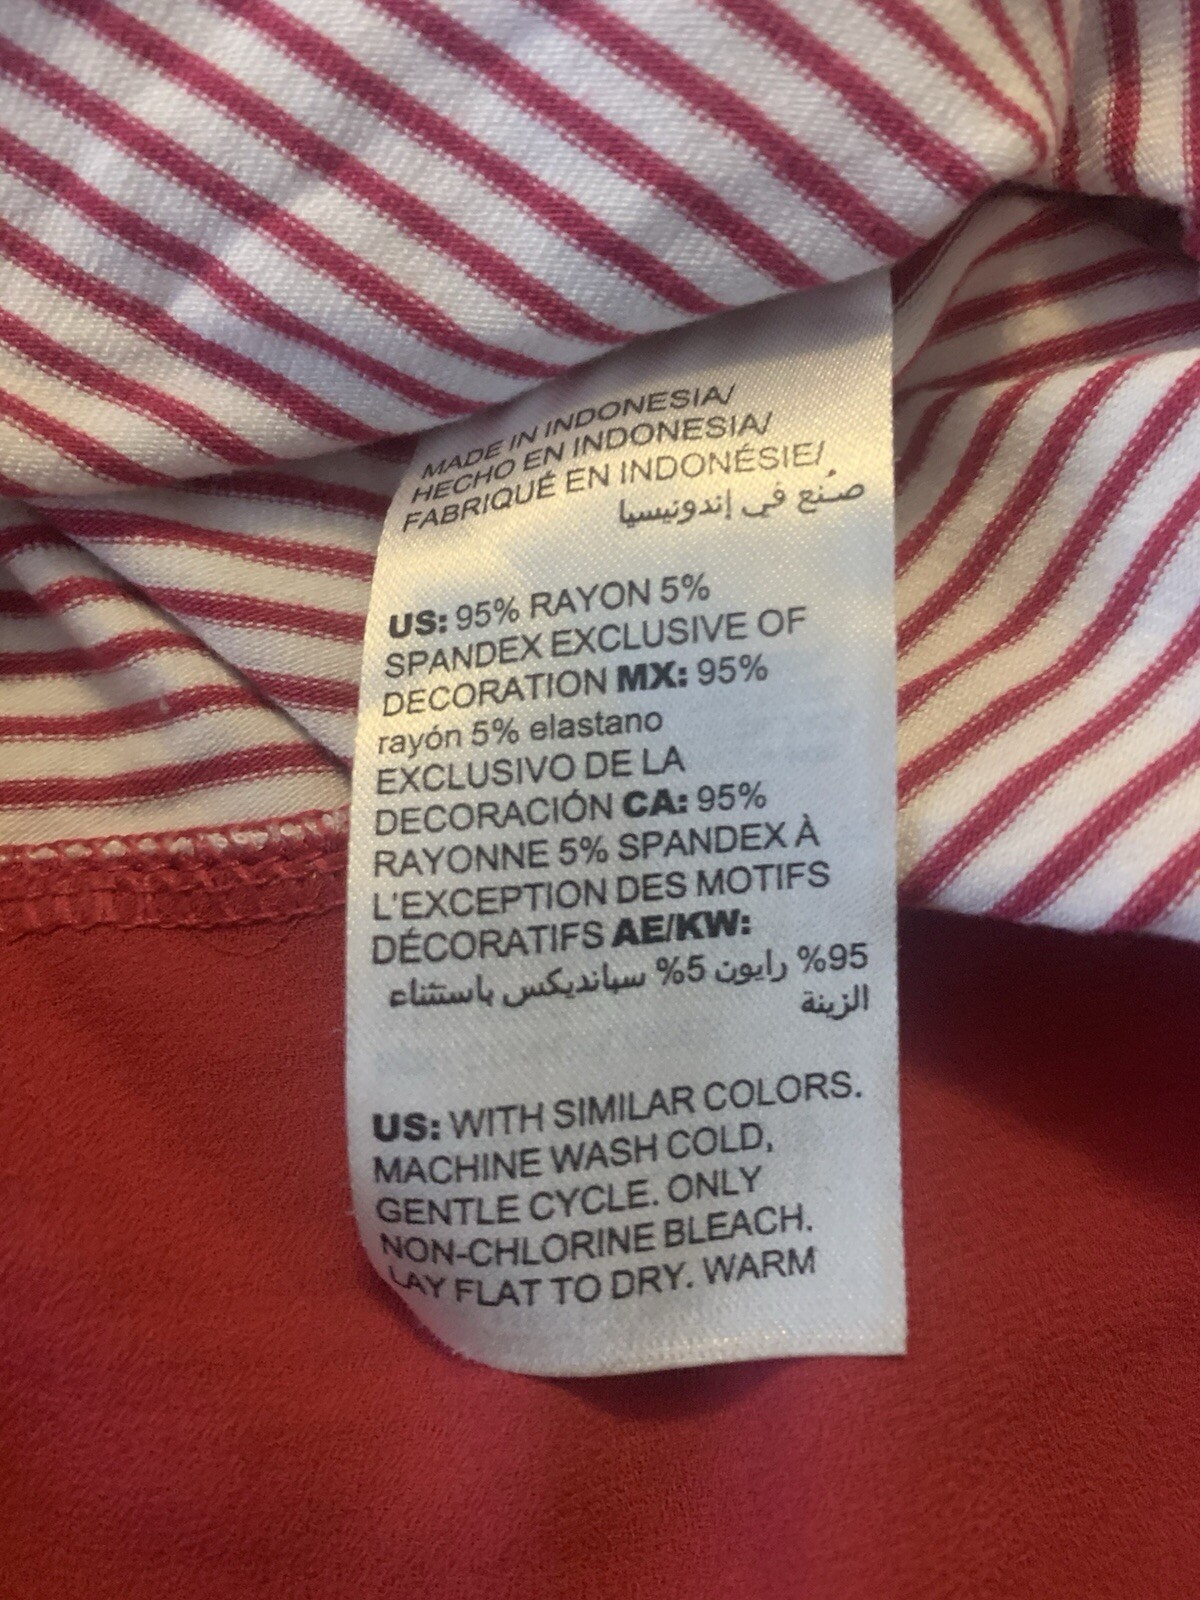 MADE IN INDONESIA/
HECHO EN INDONESIA/
FABRIQUÉ EN INDONÉSIE/
صُنع في إندونيسيا
US: 95% RAYON 5%
SPANDEX EXCLUSIVE OF
DECORATION MX: 95%
rayón 5% elastano
EXCLUSIVO DE LA
DECORACIÓN CA: 95%
RAYONNE 5% SPANDEX À
L'EXCEPTION DES MOTIFS
DÉCORATIFS AE/KW:
95% رايون 5% سباندیكس باستثناء
الزينة
US: WITH SIMILAR COLORS.
MACHINE WASH COLD,
GENTLE CYCLE. ONLY
NON-CHLORINE BLEACH.
LAY FLAT TO DRY. WARM